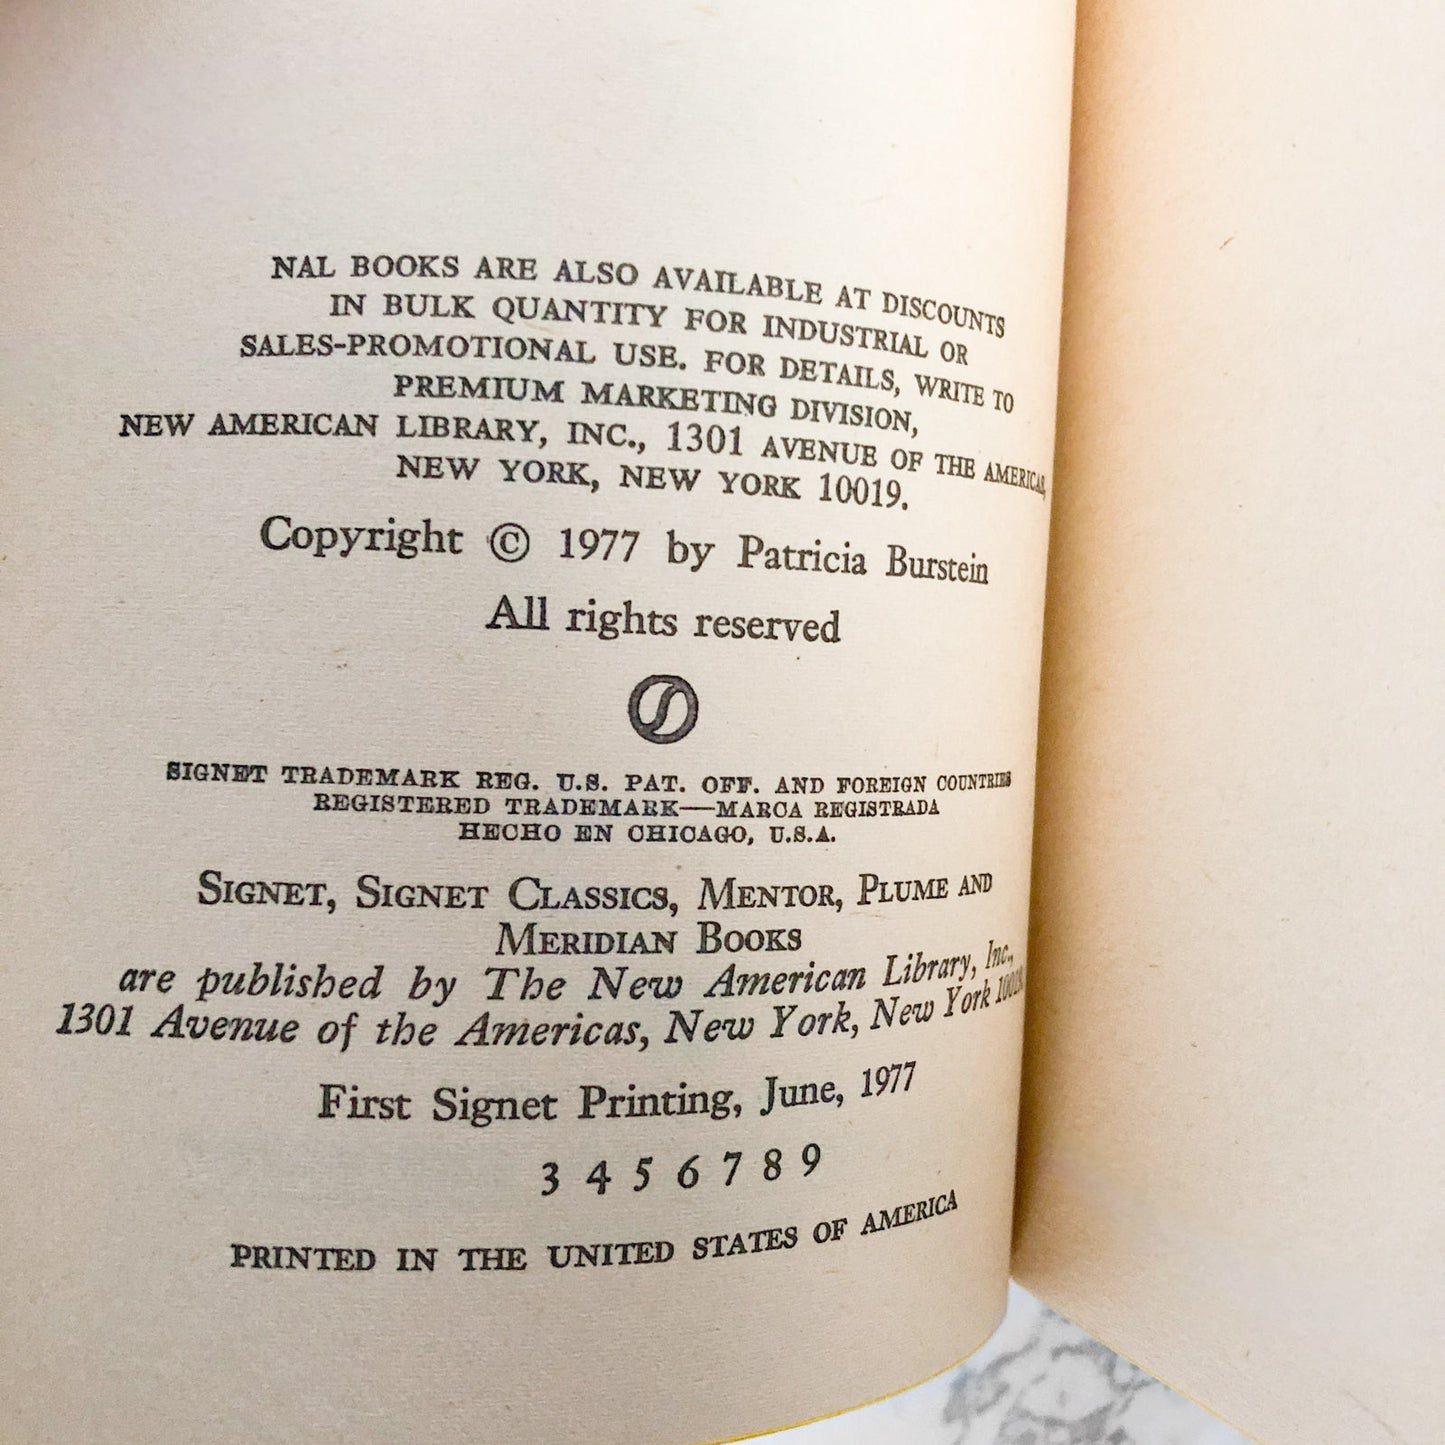 NAL BOOKS ARE ALSO AVAILABLE AT DISCOUNTS
IN BULK QUANTITY FOR INDUSTRIAL OR
SALES-PROMOTIONAL USE. FOR DETAILS, WRITE TO
PREMIUM MARKETING DIVISION,
NEW AMERICAN LIBRARY, INC., 1301 AVENUE OF THE AMERICAS,
NEW YORK, NEW YORK 10019.
Copyright © 1977 by Patricia Burstein
All rights reserved
SIGNET TRADEMARK REG. U.S. PAT. OFF. AND FOREIGN COUNTRIES
REGISTERED TRADEMARK—MARCA REGISTRADA
HECHO EN CHICAGO, U.S.A.
SIGNET, SIGNET CLASSICS, MENTOR, PLUME AND
MERIDIAN BOOKS
are published by The New American Library, Inc.,
1301 Avenue of the Americas, New York, New York
First Signet Printing, June, 1977
3 4 5 6 7 8 9
PRINTED IN THE UNITED STATES OF AMERICA